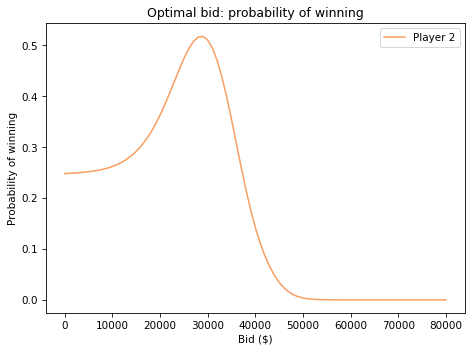 Optimal bid: probability of winning
Player 2
Probability of winning
0.5
0.4
0.3
0.2
0.1
0.0
0 10000 20000 30000 40000 50000 60000 70000 80000
Bid ($)